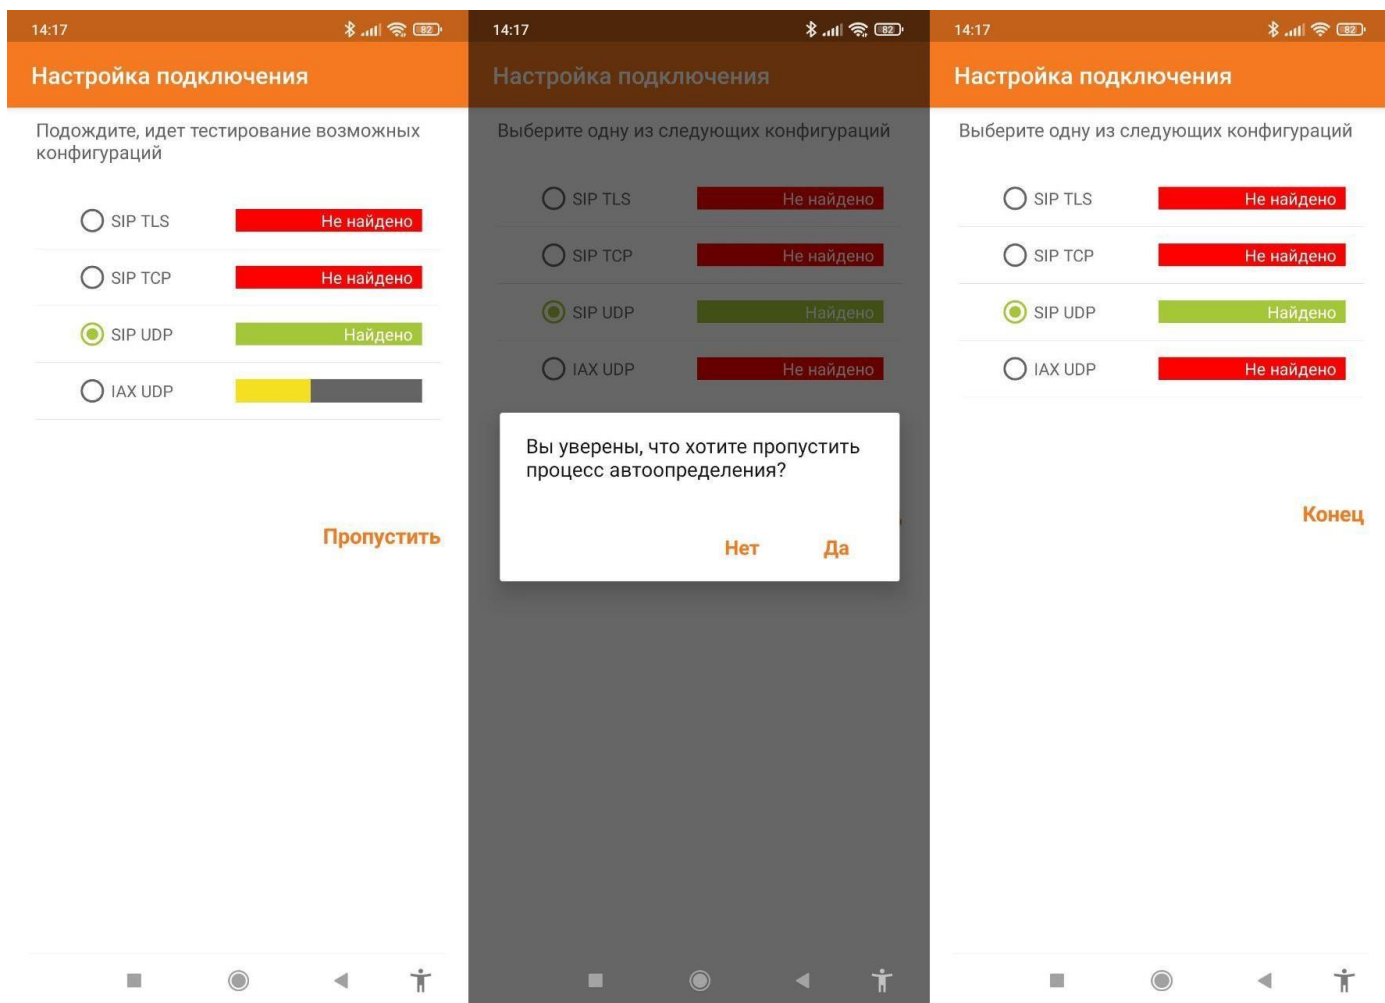 14:17
82
Настройка подключения
Подождите, идет тестирование возможных
конфигураций
SIP TLS Не найдено
SIP TCP Не найдено
SIP UDP Найдено
IAX UDP
Пропустить
14:17
82
Настройка подключения
Выберите одну из следующих конфигураций
SIP TLS Не найдено
SIP TCP Не найдено
SIP UDP Найдено
IAX UDP Не найдено
Вы уверены, что хотите пропустить
процесс автоопределения?
Нет Да
14:17
82
Настройка подключения
Выберите одну из следующих конфигураций
SIP TLS Не найдено
SIP TCP Не найдено
SIP UDP Найдено
IAX UDP Не найдено
Конец